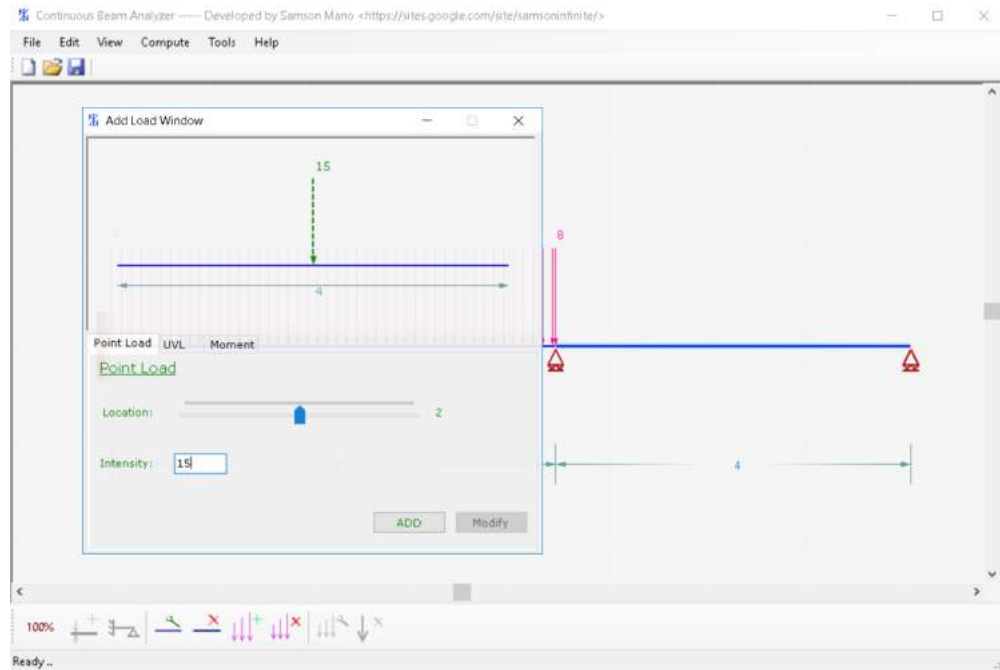 Continuous Beam Analyzer ----- Developed by Samson Mano <https://sites.google.com/site/samsoninfinite/>
File Edit View Compute Tools Help
Add Load Window
15
8
4
Point Load UVL Moment
Point Load
Location: 2
Intensity: 15
4
ADD Modify
100%
Ready ..